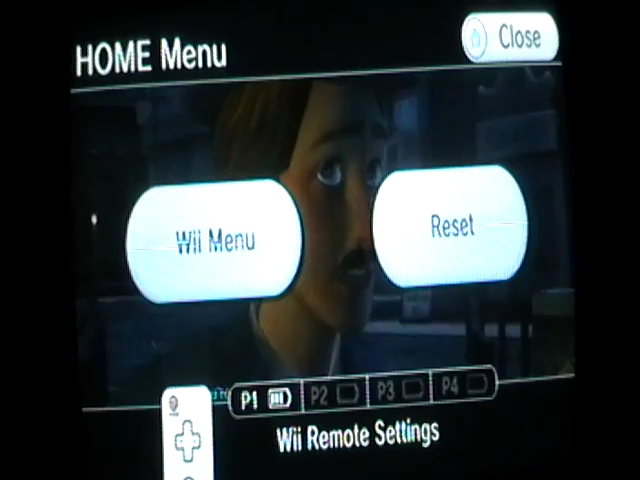 HOME Menu
Close
Wii Menu
Reset
P1 P2 P3 P4
Wii Remote Settings